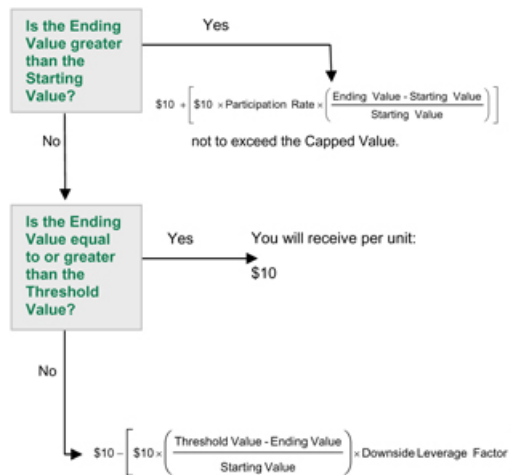 Is the Ending
Value greater
than the
Starting
Value?
Yes
$10 + [ $10 × Participation Rate × ( Ending Value - Starting Value / Starting Value ) ]
not to exceed the Capped Value.
No
Is the Ending
Value equal
to or greater
than the
Threshold
Value?
Yes
You will receive per unit:
$10
No
$10 − [ $10 × ( Threshold Value - Ending Value / Starting Value ) × Downside Leverage Factor